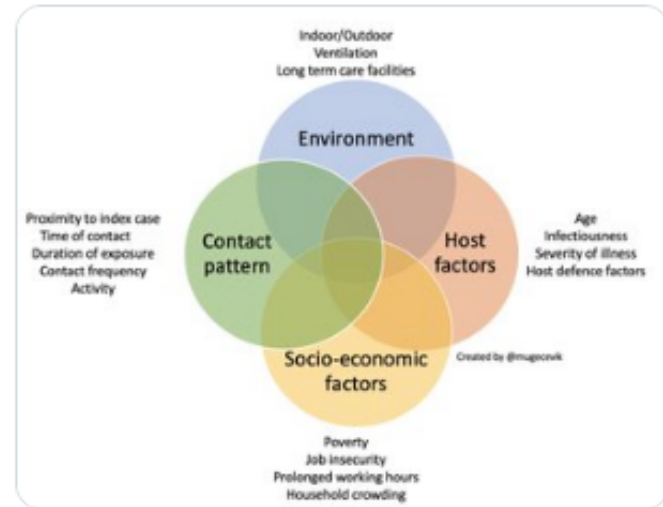 Indoor/Outdoor
Ventilation
Long term care facilities
Environment
Proximity to index case
Time of contact
Duration of exposure
Contact frequency
Activity
Contact
pattern
Host
factors
Age
Infectiousness
Severity of illness
Host defence factors
Socio-economic
factors
Created by @mugecevik
Poverty
Job insecurity
Prolonged working hours
Household crowding